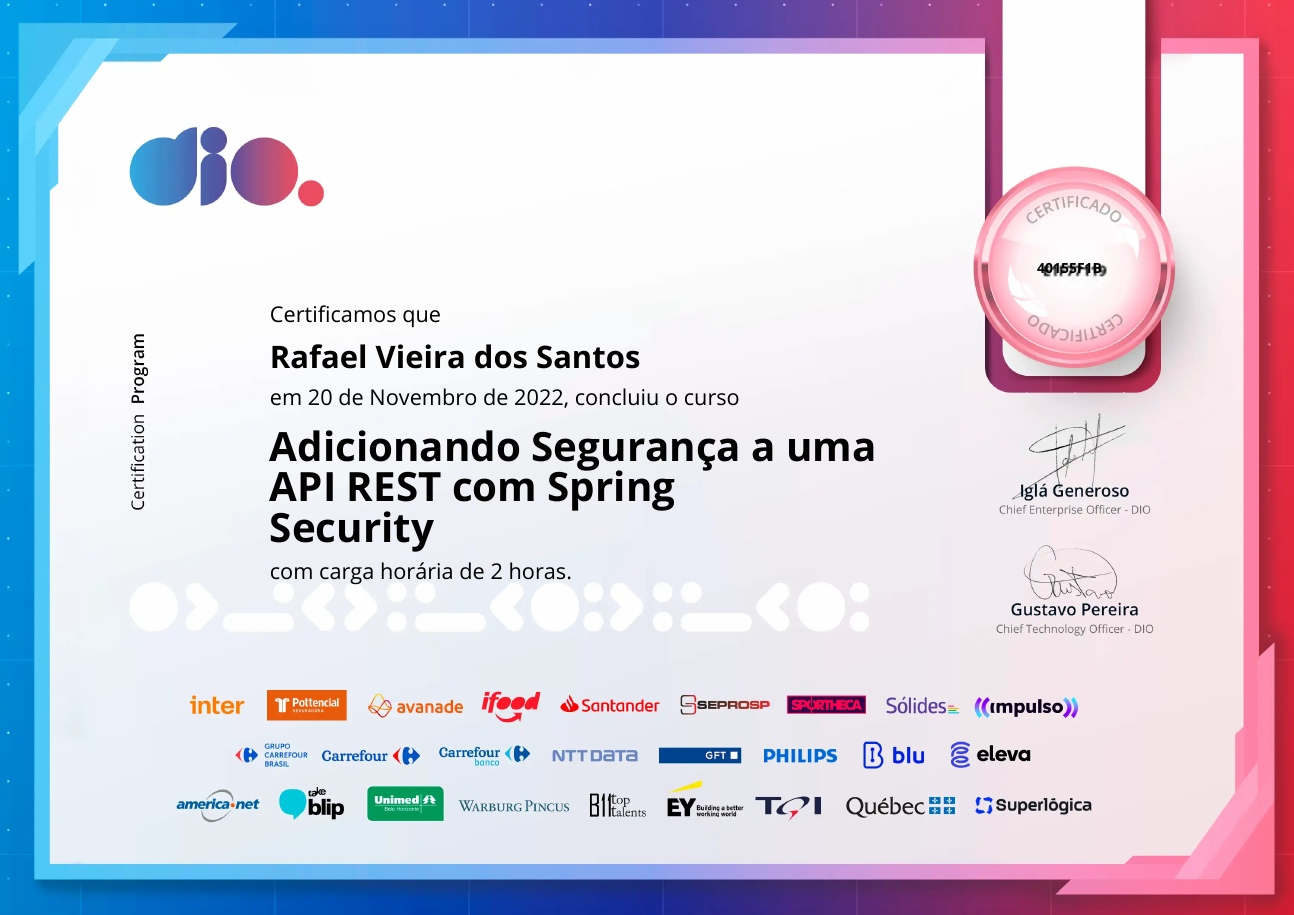 dio.
CERTIFICADO
CERTIFICADO
Certificamos que
Rafael Vieira dos Santos
em 20 de Novembro de 2022, concluiu o curso
Adicionando Segurança a uma
API REST com Spring
Security
com carga horária de 2 horas.
Certification Program
Iglá Generoso
Chief Enterprise Officer - DIO
Gustavo Pereira
Chief Technology Officer - DIO
inter Pottencial SEGURADORA avanade ifood Santander SEPROSP SPORTHECA Sólides impulso
GRUPO CARREFOUR BRASIL Carrefour Carrefour banco NTT DATA GFT PHILIPS blu eleva
america.net take blip Unimed Belo Horizonte WARBURG PINCUS B11 top talents EY Building a better working world Québec Superlógica